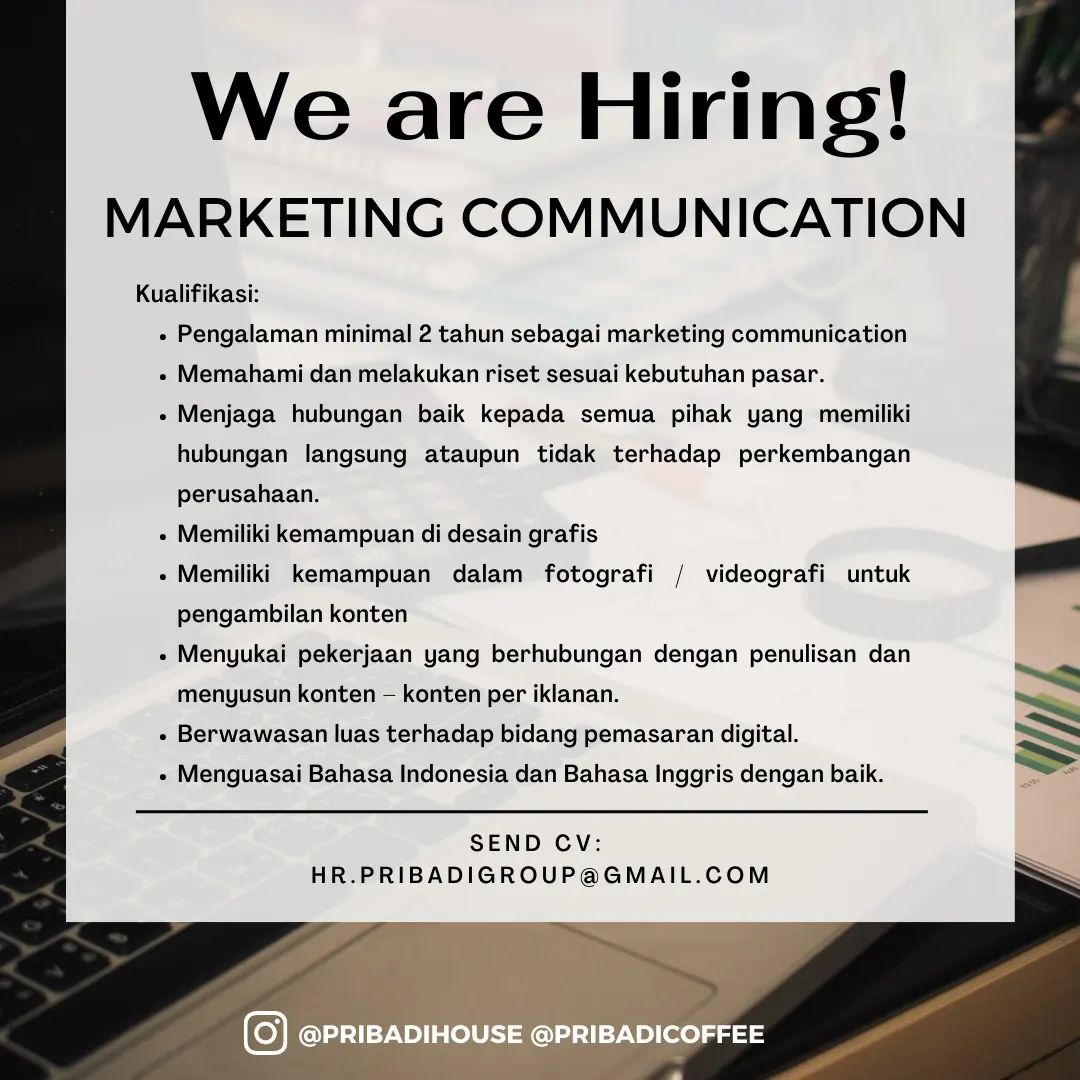 We are Hiring!
MARKETING COMMUNICATION
Kualifikasi:
• Pengalaman minimal 2 tahun sebagai marketing communication
• Memahami dan melakukan riset sesuai kebutuhan pasar.
• Menjaga hubungan baik kepada semua pihak yang memiliki
hubungan langsung ataupun tidak terhadap perkembangan
perusahaan.
• Memiliki kemampuan di desain grafis
• Memiliki kemampuan dalam fotografi / videografi untuk
pengambilan konten
• Menyukai pekerjaan yang berhubungan dengan penulisan dan
menyusun konten – konten per iklanan.
• Berwawasan luas terhadap bidang pemasaran digital.
• Menguasai Bahasa Indonesia dan Bahasa Inggris dengan baik.
SEND CV:
HR.PRIBADIGROUP@GMAIL.COM
@PRIBADIHOUSE @PRIBADICOFFEE